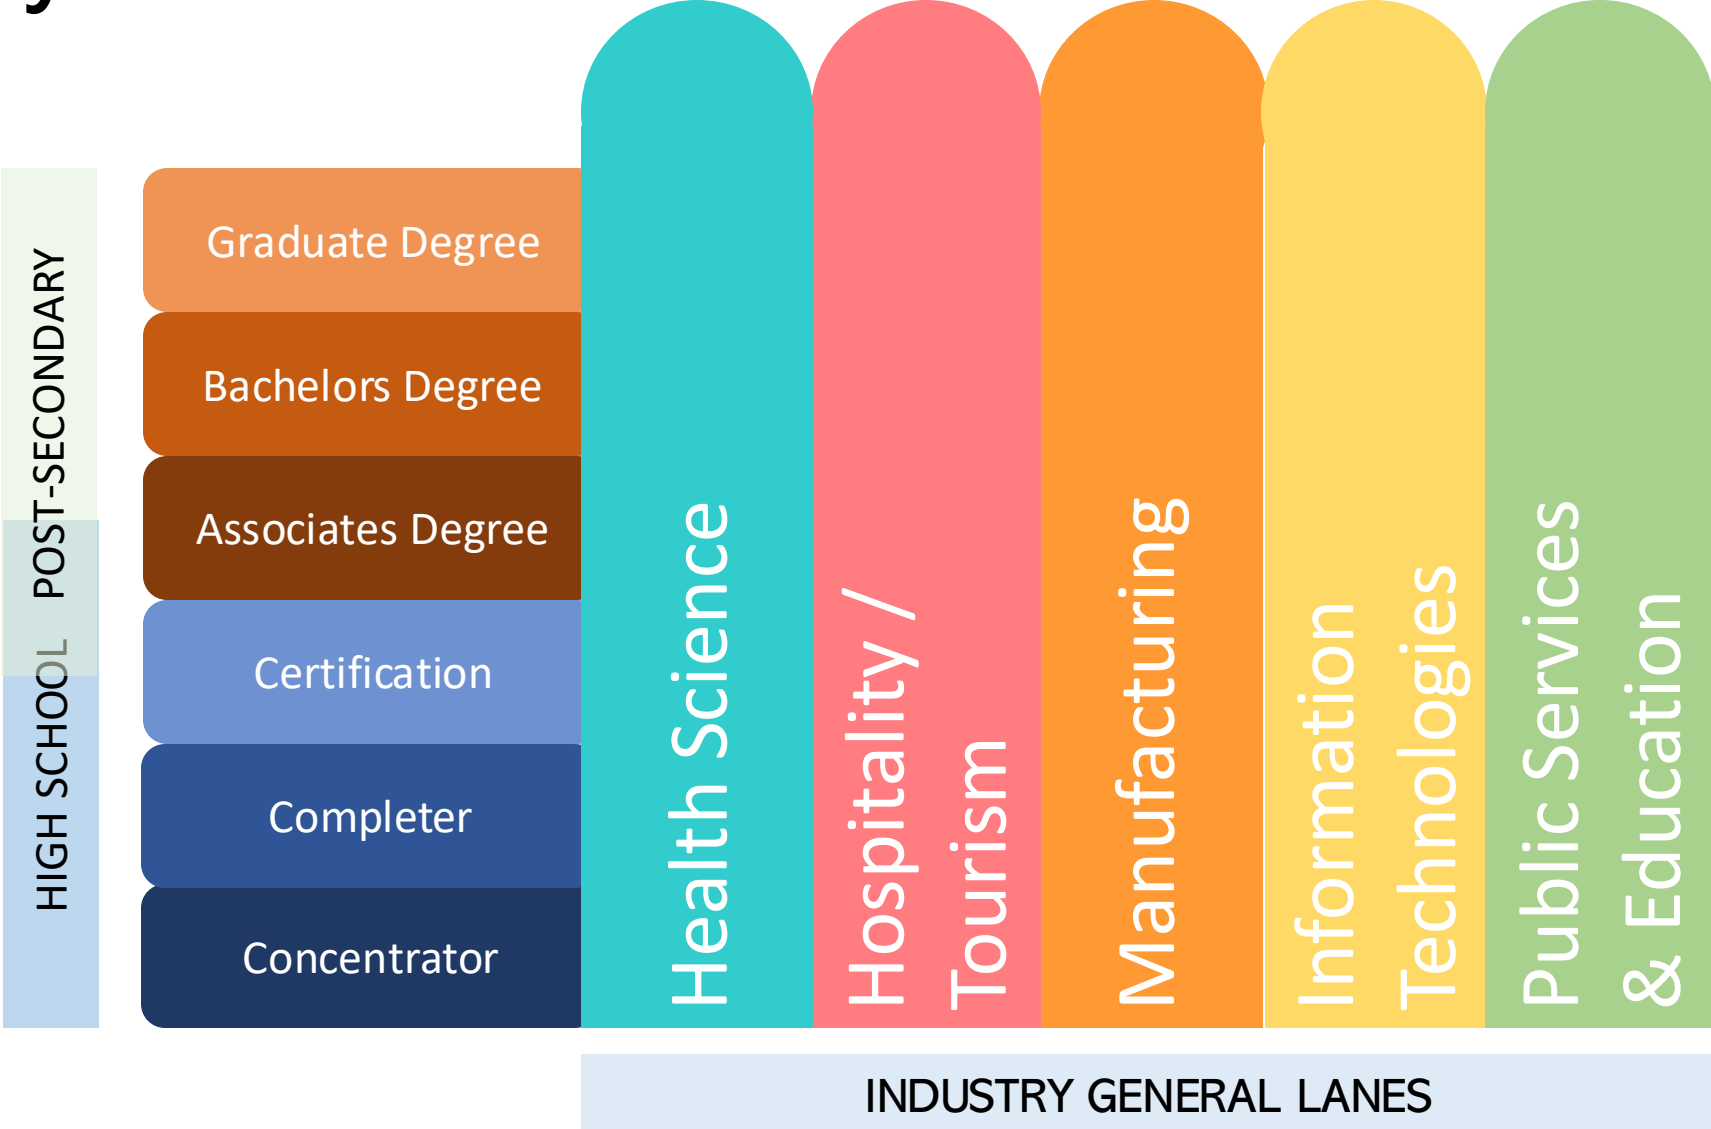 POST-SECONDARY
HIGH SCHOOL
Graduate Degree
Bachelors Degree
Associates Degree
Certification
Completer
Concentrator
Health Science
Hospitality /
Tourism
Manufacturing
Information
Technologies
Public Services
& Education
INDUSTRY GENERAL LANES